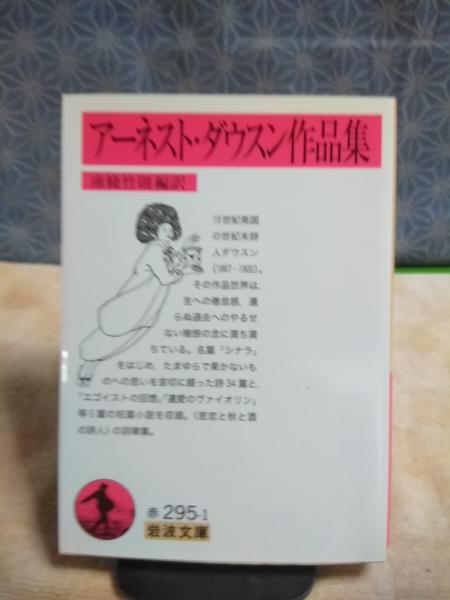 アーネスト・ダウスン作品集
南條竹則編訳
19世紀英国
の世紀末詩
人ダウスン
(1867-1900)。
その作品世界は、
生への倦怠感、還
らぬ過去へのやるせ
ない悔恨の念に満ち満
ちている。名篇「シナラ」
をはじめ、たまゆらで果かないも
のへの思いを哀切に綴った詩34篇と、
「エゴイストの回想」「遺愛のヴァイオリン」
等8篇の短篇小説を収録。〈悲恋と秋と酒
の詩人〉の詞華集。
赤 295-1
岩波文庫